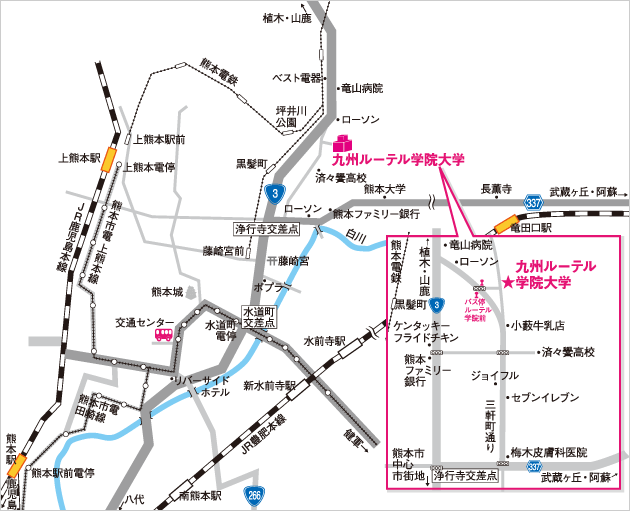 植木・山鹿
熊本電鉄
ベスト電器
竜山病院
坪井川
公園
ローソン
上熊本駅前
上熊本駅
上熊本電停
九州ルーテル学院大学
黒髪町
済々黌高校
3
熊本大学
長薫寺
337
武蔵ヶ丘・阿蘇→
ローソン
熊本ファミリー銀行
浄行寺交差点
竜田口駅
熊本市電 上熊本線
JR鹿児島本線
藤崎宮前
白川
藤崎宮
熊本城
ポプラ
交通センター
水道町
電停
水道町
交差点
水前寺駅
新水前寺駅
リバーサイド
ホテル
熊本市電
田崎線
JR豊肥本線
健軍→
熊本駅
熊本駅前電停
鹿児島
八代
南熊本駅
266
熊本電鉄
植木・山鹿
竜山病院
ローソン
九州ルーテル
★学院大学
バス停
ルーテル
学院前
黒髪町
3
ケンタッキー
フライドチキン
小薮牛乳店
済々黌高校
熊本
ファミリー
銀行
ジョイフル
セブンイレブン
三軒町通り
梅木皮膚科医院
熊本市
中心
市街地
浄行寺交差点
337
武蔵ヶ丘・阿蘇